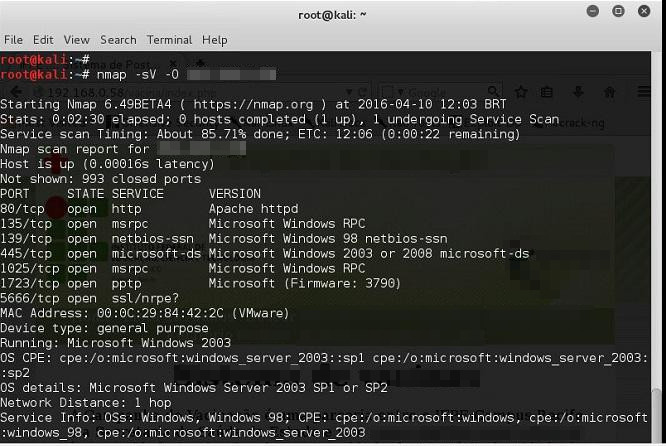 root@kali: ~
File Edit View Search Terminal Help
root@kali:~#
root@kali:~# nmap -sV -O
Starting Nmap 6.49BETA4 ( https://nmap.org ) at 2016-04-10 12:03 BRT
Stats: 0:02:30 elapsed; 0 hosts completed (1 up), 1 undergoing Service Scan
Service scan Timing: About 85.71% done; ETC: 12:06 (0:00:22 remaining)
Nmap scan report for
Host is up (0.00016s latency)
Not shown: 993 closed ports
PORT STATE SERVICE VERSION
80/tcp open http Apache httpd
135/tcp open msrpc Microsoft Windows RPC
139/tcp open netbios-ssn Microsoft Windows 98 netbios-ssn
445/tcp open microsoft-ds Microsoft Windows 2003 or 2008 microsoft-ds
1025/tcp open msrpc Microsoft Windows RPC
1723/tcp open pptp Microsoft (Firmware: 3790)
5666/tcp open ssl/nrpe?
MAC Address: 00:0C:29:84:42:2C (VMware)
Device type: general purpose
Running: Microsoft Windows 2003
OS CPE: cpe:/o:microsoft:windows_server_2003::sp1 cpe:/o:microsoft:windows_server_2003:
:sp2
OS details: Microsoft Windows Server 2003 SP1 or SP2
Network Distance: 1 hop
Service Info: OSs: Windows, Windows 98; CPE: cpe:/o:microsoft:windows, cpe:/o:microsoft
:windows_98, cpe:/o:microsoft:windows_server_2003